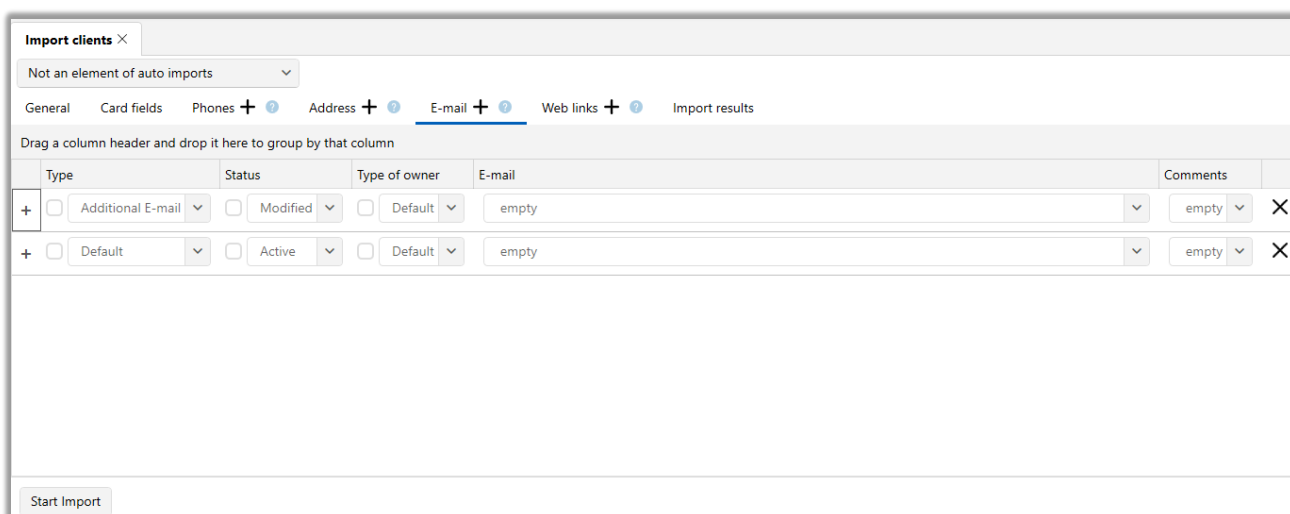 Import clients
Not an element of auto imports
General Card fields Phones + ? Address + ? E-mail + ? Web links + ? Import results
Drag a column header and drop it here to group by that column
Type Status Type of owner E-mail Comments
+ Additional E-mail Modified Default empty empty
+ Default Active Default empty empty
Start Import